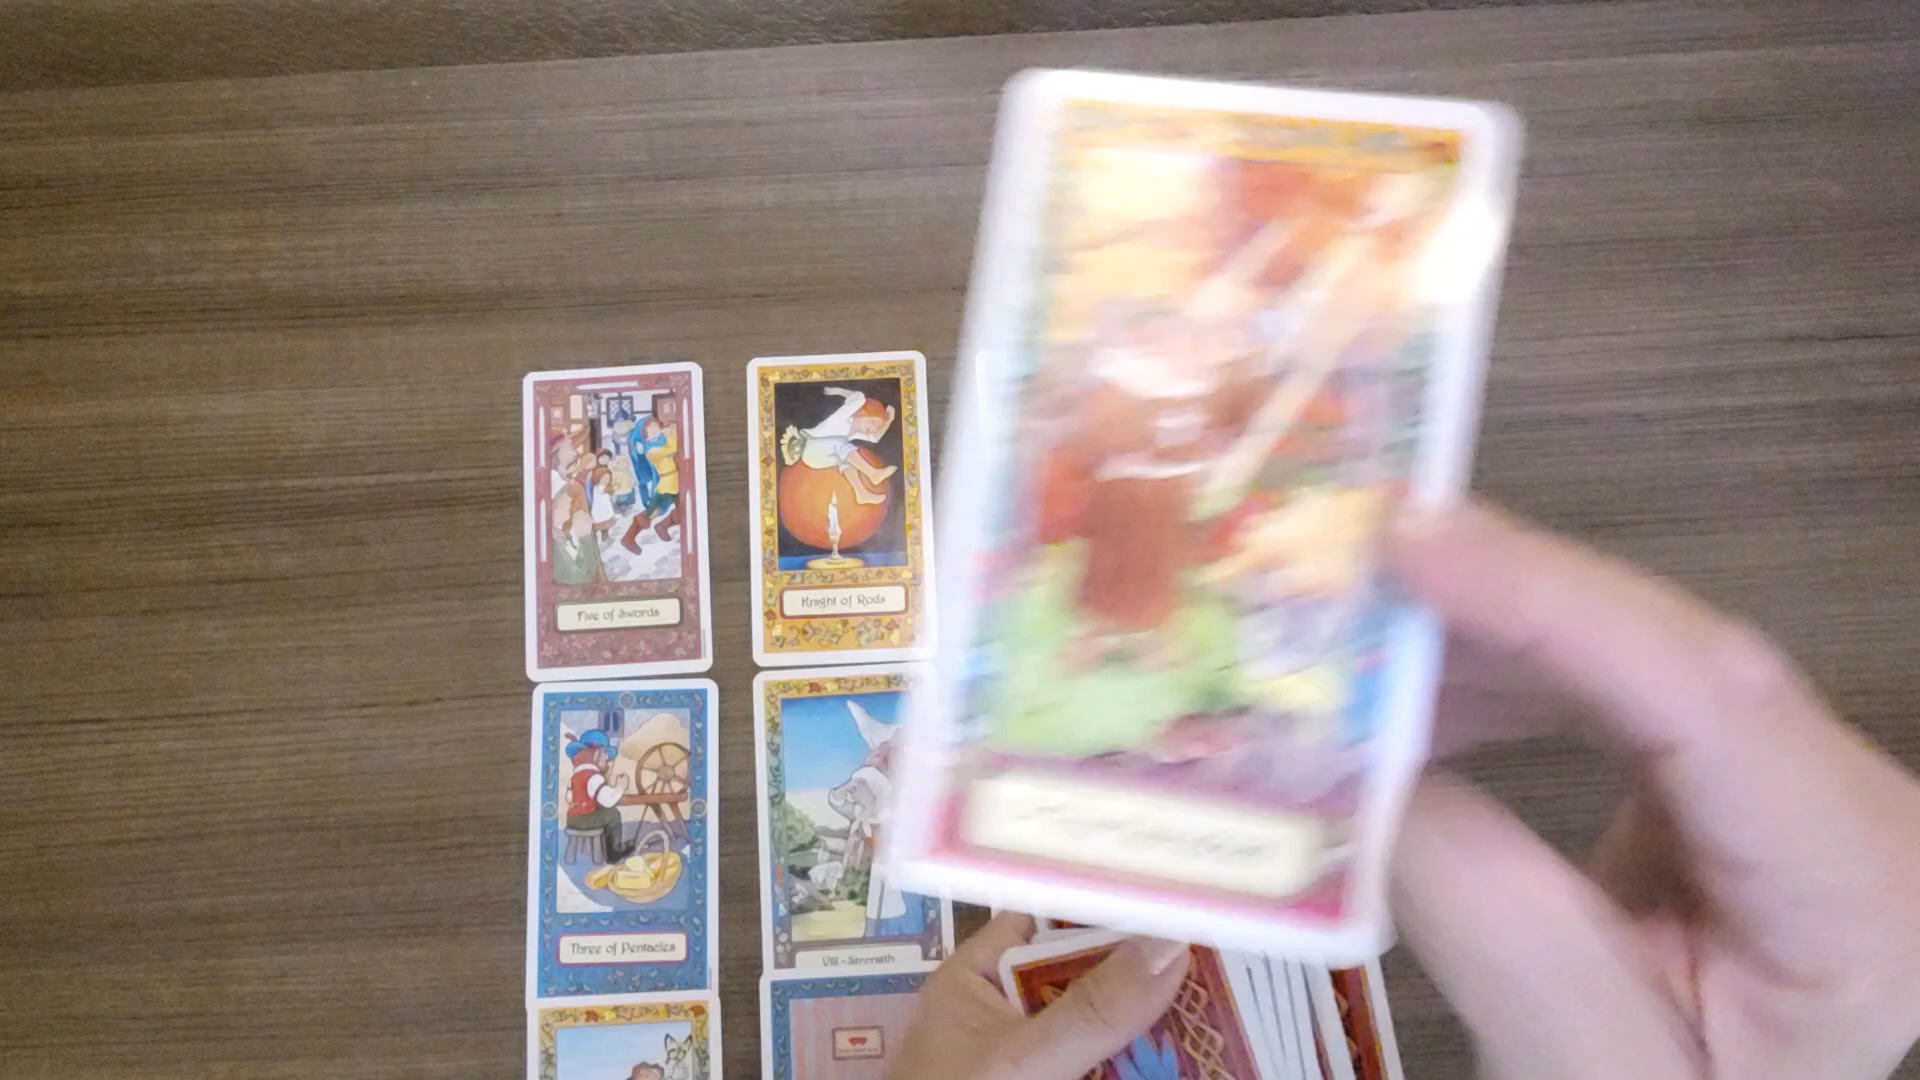 Five of Swords
Knight of Rods
Three of Pentacles
VIII - Strength